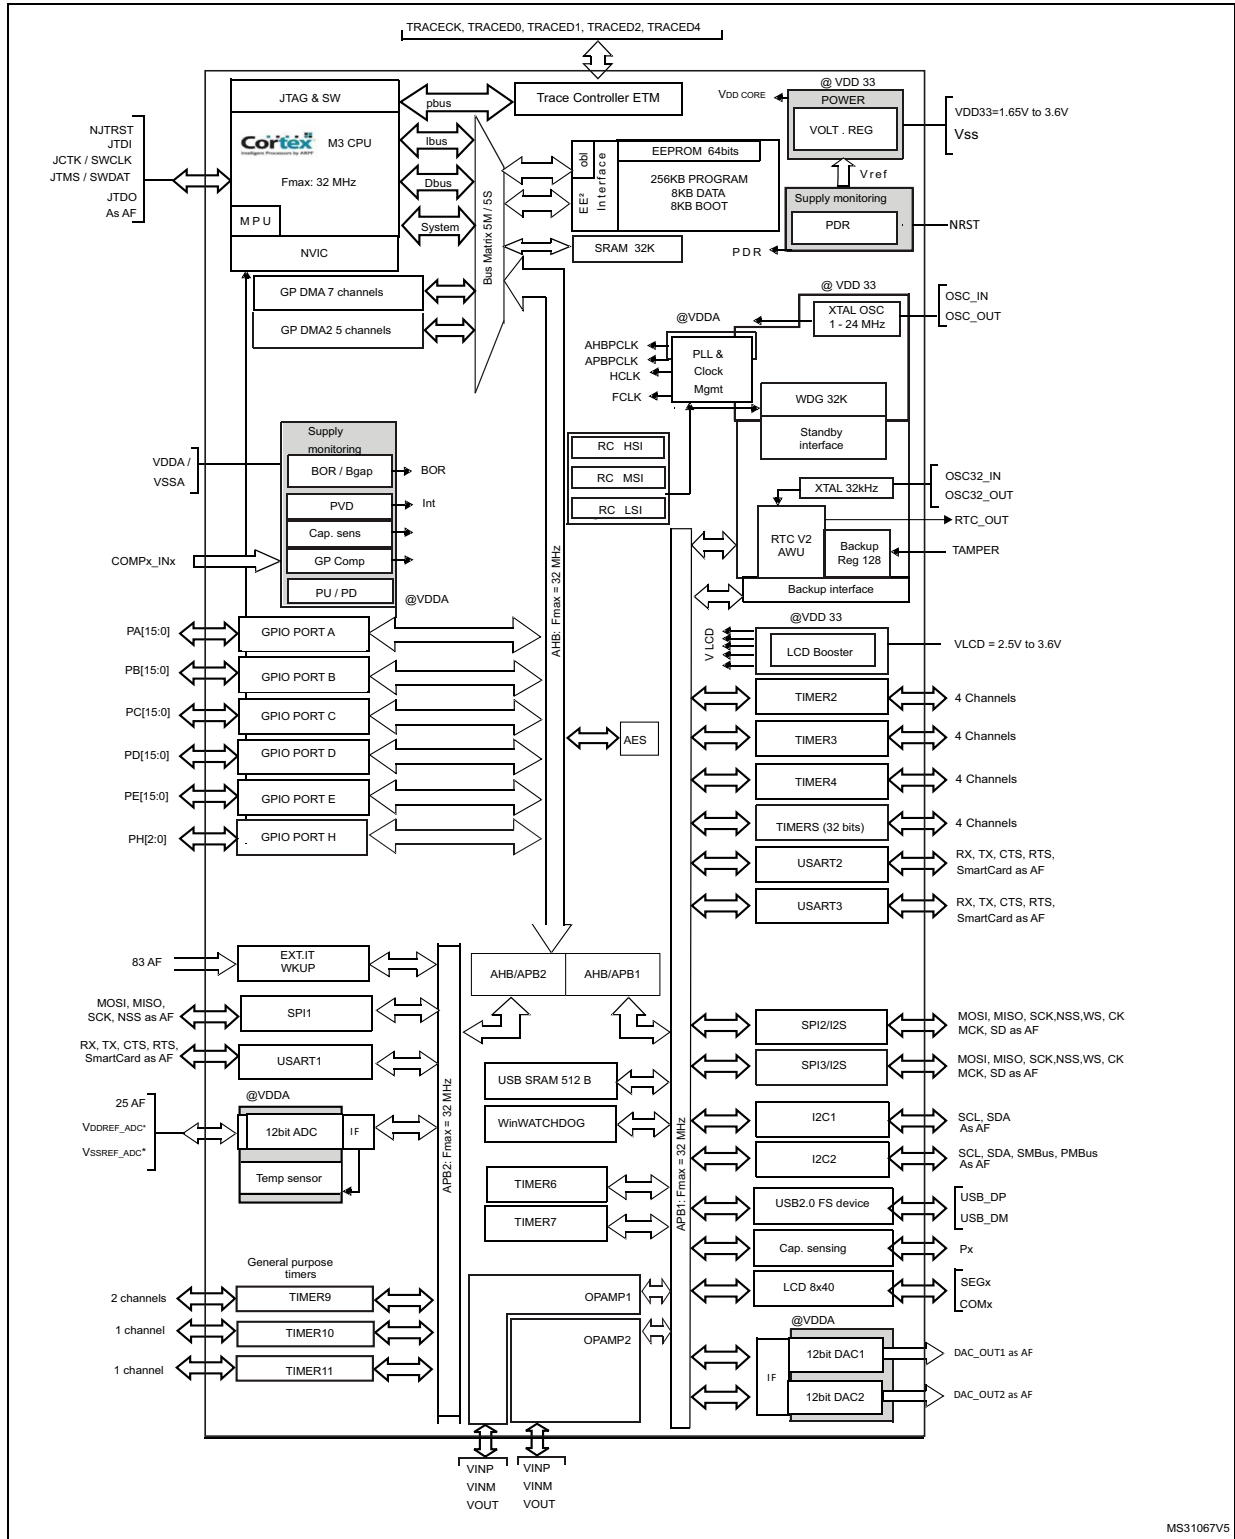 TRACECK, TRACED0, TRACED1, TRACED2, TRACED4
JTAG & SW
pbus
Trace Controller ETM
VDD CORE
@ VDD 33
POWER
VOLT . REG
VDD33=1.65V to 3.6V
Vss
NJTRST
JTDI
JCTK / SWCLK
JTMS / SWDAT
JTDO
As AF
Cortex
Intelligent Processors by ARM®
M3 CPU
Fmax: 32 MHz
MPU
NVIC
Ibus
Dbus
System
Bus Matrix 5M / 5S
EE² Interface
obl
EEPROM 64bits
256KB PROGRAM
8KB DATA
8KB BOOT
SRAM 32K
Vref
Supply monitoring
PDR
NRST
PDR
GP DMA 7 channels
GP DMA2 5 channels
@ VDD 33
XTAL OSC
1 - 24 MHz
OSC_IN
OSC_OUT
@VDDA
AHBPCLK
APBPCLK
HCLK
FCLK
PLL &
Clock
Mgmt
WDG 32K
Standby
interface
RC HSI
RC MSI
RC LSI
XTAL 32kHz
OSC32_IN
OSC32_OUT
RTC_OUT
RTC V2
AWU
Backup
Reg 128
TAMPER
Backup interface
Supply
monitoring
VDDA /
VSSA
BOR / Bgap
BOR
PVD
Int
Cap. sens
COMPx_INx
GP Comp
PU / PD
@VDDA
AHB: Fmax = 32 MHz
PA[15:0]
GPIO PORT A
PB[15:0]
GPIO PORT B
PC[15:0]
GPIO PORT C
PD[15:0]
GPIO PORT D
PE[15:0]
GPIO PORT E
PH[2:0]
GPIO PORT H
AES
@VDD 33
V LCD
LCD Booster
VLCD = 2.5V to 3.6V
TIMER2
4 Channels
TIMER3
4 Channels
TIMER4
4 Channels
TIMERS (32 bits)
4 Channels
USART2
RX, TX, CTS, RTS,
SmartCard as AF
USART3
RX, TX, CTS, RTS,
SmartCard as AF
83 AF
EXT.IT
WKUP
AHB/APB2
AHB/APB1
MOSI, MISO,
SCK, NSS as AF
SPI1
RX, TX, CTS, RTS,
SmartCard as AF
USART1
APB2: Fmax = 32 MHz
@VDDA
25 AF
VDDREF_ADC*
VSSREF_ADC*
12bit ADC
IF
Temp sensor
USB SRAM 512 B
WinWATCHDOG
TIMER6
TIMER7
APB1: Fmax = 32 MHz
SPI2/I2S
MOSI, MISO, SCK,NSS,WS, CK
MCK, SD as AF
SPI3/I2S
MOSI, MISO, SCK,NSS,WS, CK
MCK, SD as AF
I2C1
SCL, SDA
As AF
I2C2
SCL, SDA, SMBus, PMBus
As AF
USB2.0 FS device
USB_DP
USB_DM
Cap. sensing
Px
LCD 8x40
SEGx
COMx
General purpose
timers
2 channels
TIMER9
1 channel
TIMER10
1 channel
TIMER11
OPAMP1
OPAMP2
@VDDA
IF
12bit DAC1
DAC_OUT1 as AF
12bit DAC2
DAC_OUT2 as AF
VINP
VINM
VOUT
VINP
VINM
VOUT
MS31067V5